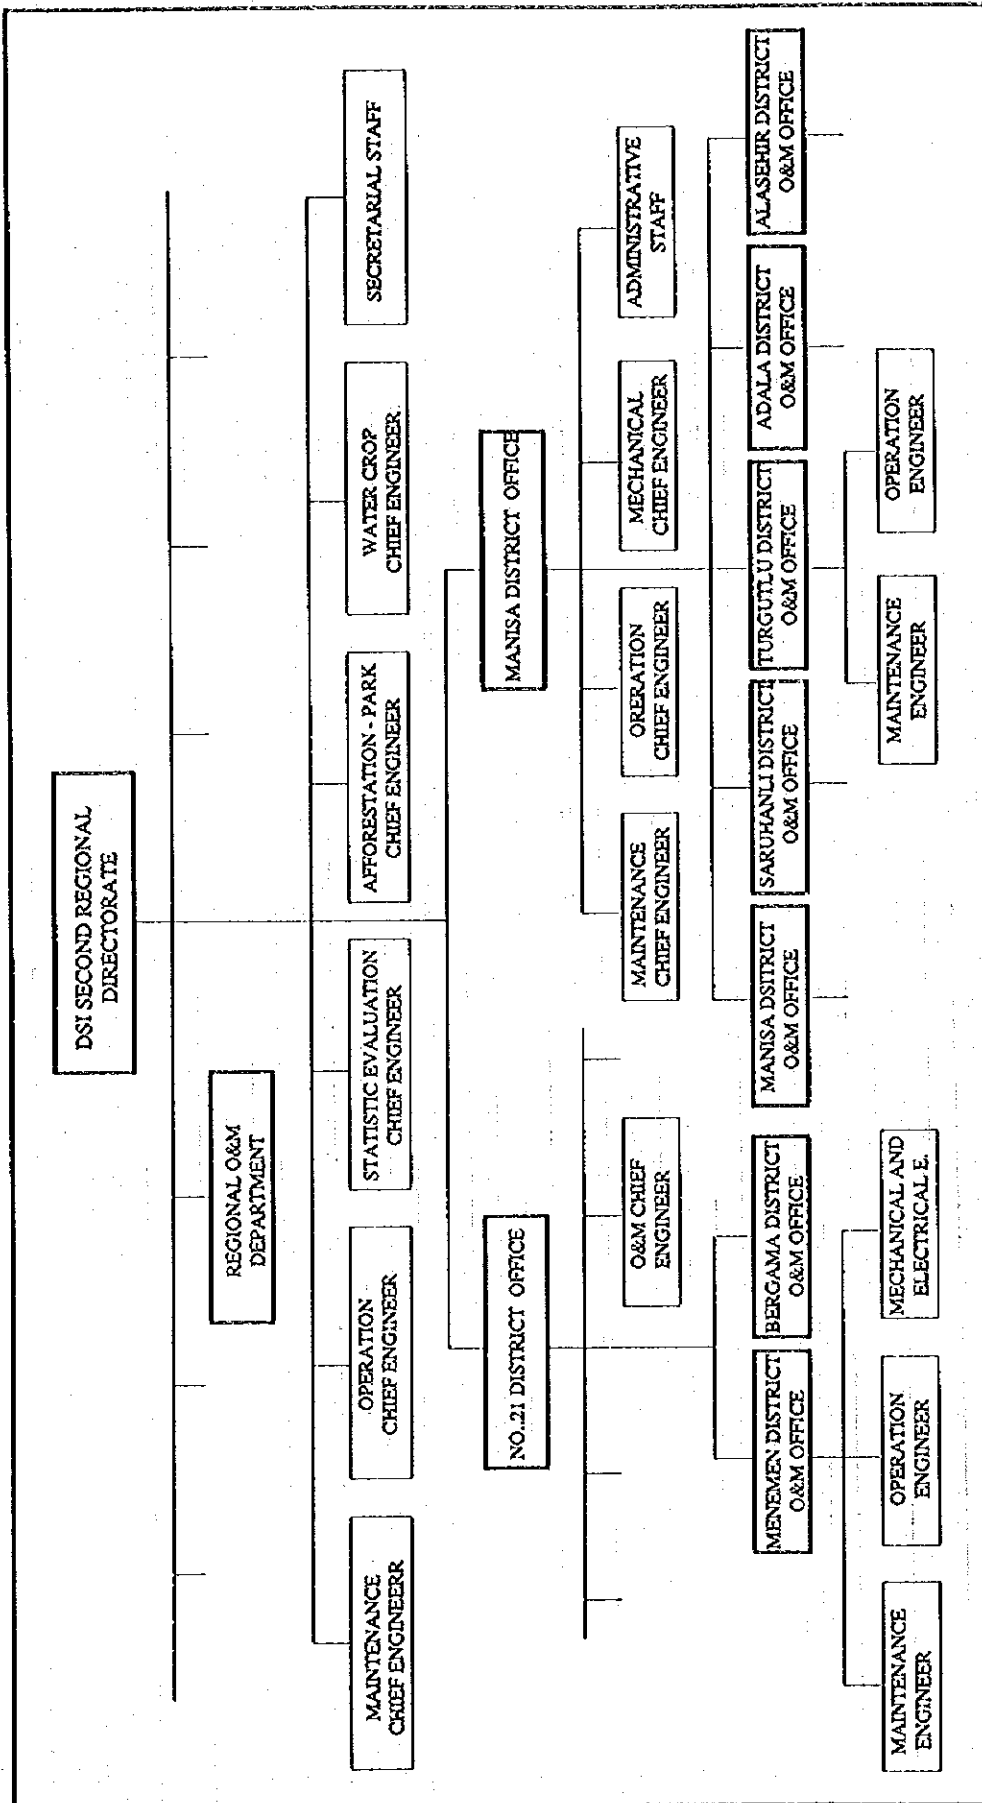 DSI SECOND REGIONAL
DIRECTORATE
REGIONAL O&M
DEPARTMENT
MAINTENANCE
CHIEF ENGINEERR
OPERATION
CHIEF ENGINEER
STATISTIC EVALUATION
CHIEF ENGINEER
AFFORESTATION - PARK
CHIEF ENGINEER
WATER CROP
CHIEF ENGINEER
SECRETARIAL STAFF
NO.21 DISTRICT OFFICE
MANISA DISTRICT OFFICE
O&M CHIEF
ENGINEER
MAINTENANCE
CHIEF ENGINEER
ORERATION
CHIEF ENGINEER
MECHANICAL
CHIEF ENGINEER
ADMINISTRATIVE
STAFF
MENEMEN DISTRICT
O&M OFFICE
BERGAMA DISTRICT
O&M OFFICE
MANISA DSITRICT
O&M OFFICE
SARUHANLI DISTRICT
O&M OFFICE
TURGUTLU DISTRICT
O&M OFFICE
ADALA DISTRICT
O&M OFFICE
ALASEHIR DISTRICT
O&M OFFICE
MAINTENANCE
ENGINEER
OPERATION
ENGINEER
MECHANICAL AND
ELECTRICAL E.
MAINTENANCE
ENGINEER
OPERATION
ENGINEER